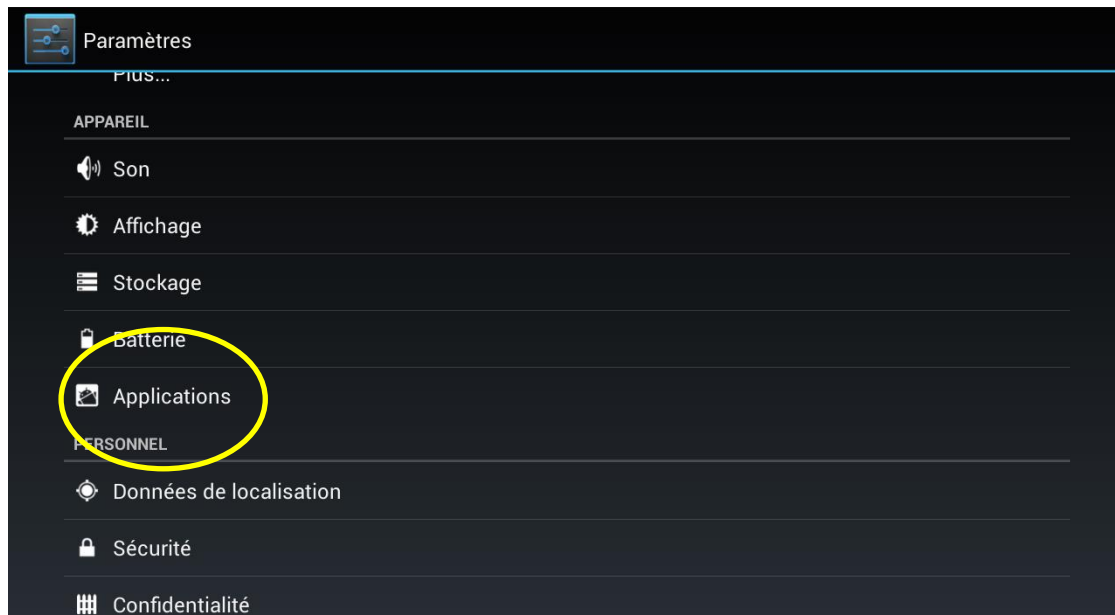 Paramètres
Plus...
APPAREIL
Son
Affichage
Stockage
Batterie
Applications
PERSONNEL
Données de localisation
Sécurité
Confidentialité